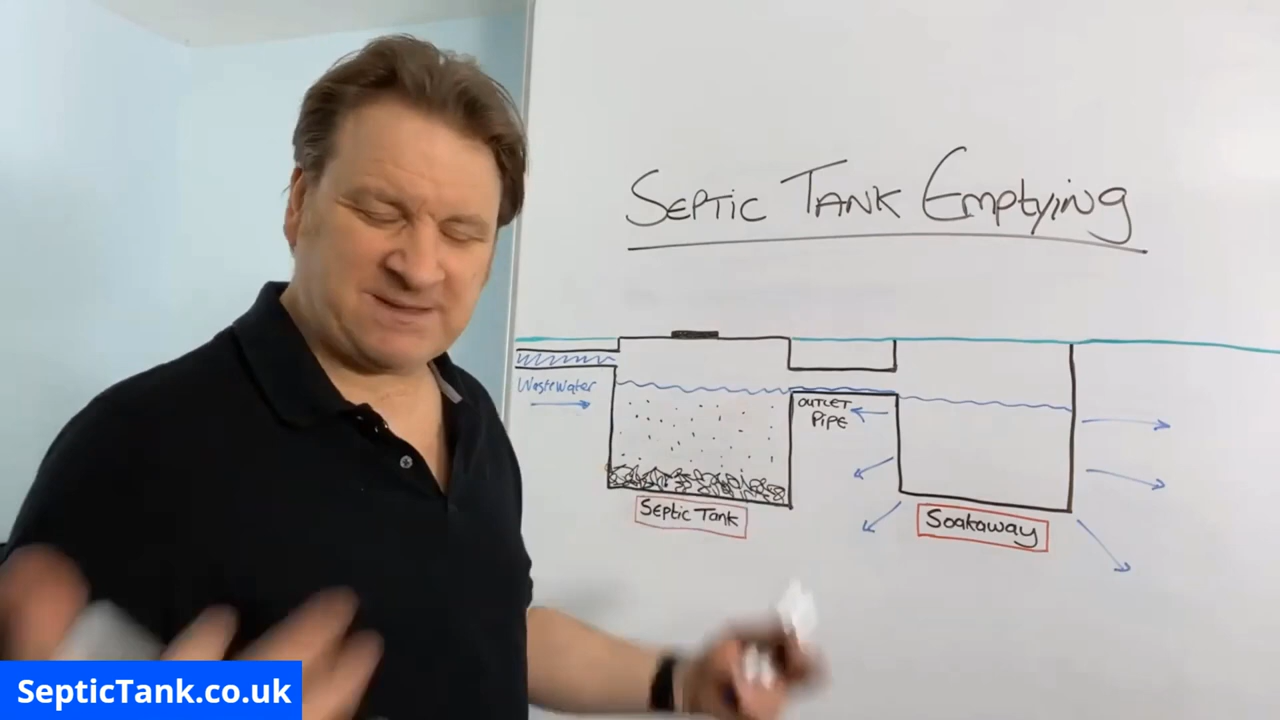 Septic Tank Emptying
Wastewater
Outlet
Pipe
Septic Tank
Soakaway
SepticTank.co.uk